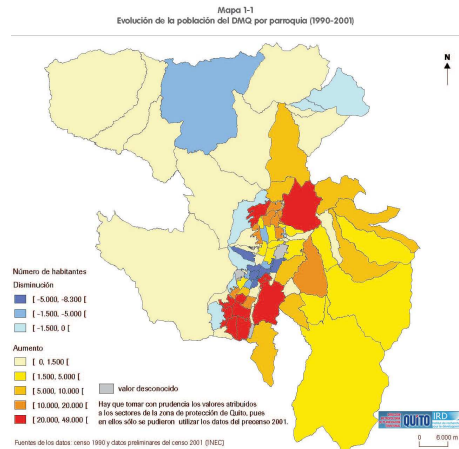 Mapa 1-1
Evolución de la población del DMQ por parroquia (1990-2001)
N
Número de habitantes
Disminución
[ -5.000, -8.300 [
[ -1.500, -5.000 [
[ -1.500, 0 [
Aumento
[ 0, 1.500 [
[ 1.500, 5.000 [
[ 5.000, 10.000 [
[ 10.000, 20.000 [
[ 20.000, 49.000 [
valor desconocido
Hay que tomar con prudencia los valores atribuidos
a los sectores de la zona de protección de Quito, pues
en ellos sólo se pudieron utilizar los datos del precenso 2001.
QUITO
IRD
0 6.000 m
Fuentes de los datos: censo 1990 y datos preliminares del censo 2001 (INEC)